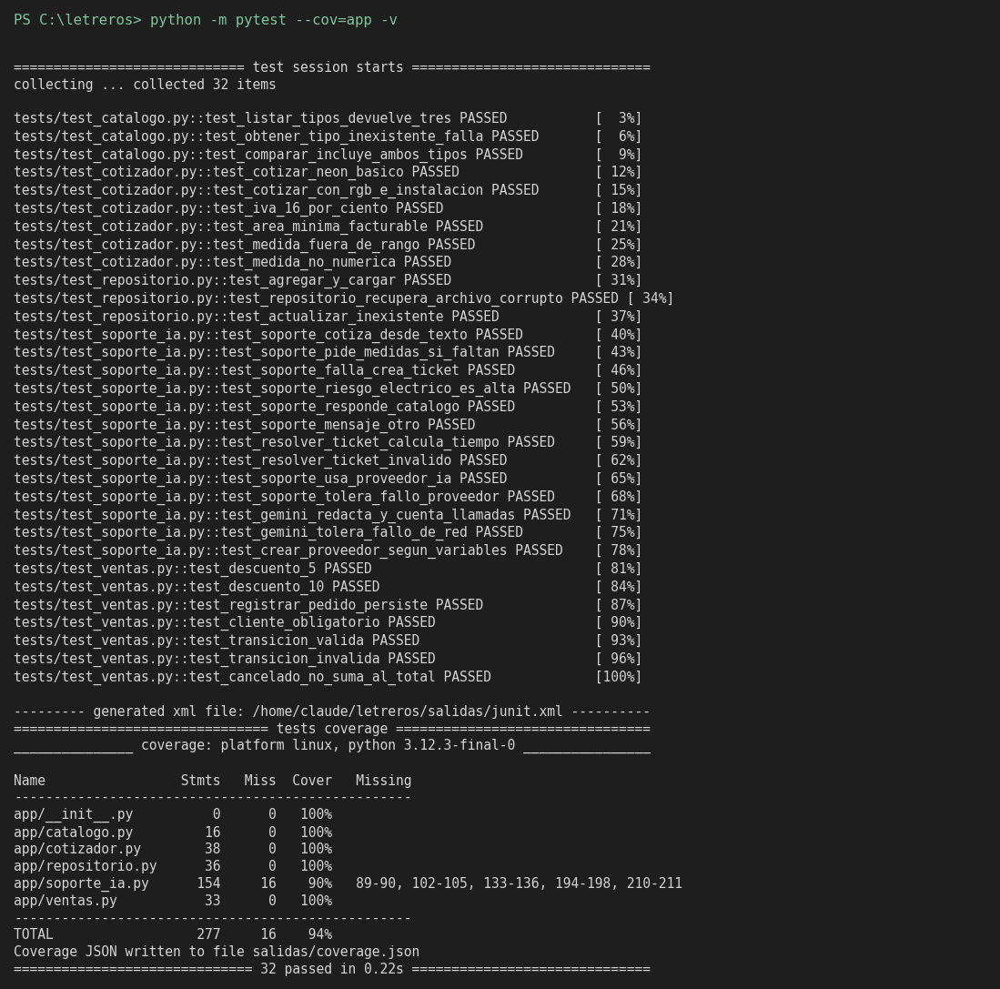 PS C:\letreros> python -m pytest --cov=app -v
============================= test session starts ==============================
collecting ... collected 32 items
tests/test_catalogo.py::test_listar_tipos_devuelve_tres PASSED           [  3%]
tests/test_catalogo.py::test_obtener_tipo_inexistente_falla PASSED       [  6%]
tests/test_catalogo.py::test_comparar_incluye_ambos_tipos PASSED         [  9%]
tests/test_cotizador.py::test_cotizar_neon_basico PASSED                 [ 12%]
tests/test_cotizador.py::test_cotizar_con_rgb_e_instalacion PASSED       [ 15%]
tests/test_cotizador.py::test_iva_16_por_ciento PASSED                   [ 18%]
tests/test_cotizador.py::test_area_minima_facturable PASSED              [ 21%]
tests/test_cotizador.py::test_medida_fuera_de_rango PASSED               [ 25%]
tests/test_cotizador.py::test_medida_no_numerica PASSED                  [ 28%]
tests/test_repositorio.py::test_agregar_y_cargar PASSED                  [ 31%]
tests/test_repositorio.py::test_repositorio_recupera_archivo_corrupto PASSED [ 34%]
tests/test_repositorio.py::test_actualizar_inexistente PASSED            [ 37%]
tests/test_soporte_ia.py::test_soporte_cotiza_desde_texto PASSED         [ 40%]
tests/test_soporte_ia.py::test_soporte_pide_medidas_si_faltan PASSED     [ 43%]
tests/test_soporte_ia.py::test_soporte_falla_crea_ticket PASSED          [ 46%]
tests/test_soporte_ia.py::test_soporte_riesgo_electrico_es_alta PASSED   [ 50%]
tests/test_soporte_ia.py::test_soporte_responde_catalogo PASSED          [ 53%]
tests/test_soporte_ia.py::test_soporte_mensaje_otro PASSED               [ 56%]
tests/test_soporte_ia.py::test_resolver_ticket_calcula_tiempo PASSED     [ 59%]
tests/test_soporte_ia.py::test_resolver_ticket_invalido PASSED           [ 62%]
tests/test_soporte_ia.py::test_soporte_usa_proveedor_ia PASSED           [ 65%]
tests/test_soporte_ia.py::test_soporte_tolera_fallo_proveedor PASSED     [ 68%]
tests/test_soporte_ia.py::test_gemini_redacta_y_cuenta_llamadas PASSED   [ 71%]
tests/test_soporte_ia.py::test_gemini_tolera_fallo_de_red PASSED         [ 75%]
tests/test_soporte_ia.py::test_crear_proveedor_segun_variables PASSED    [ 78%]
tests/test_ventas.py::test_descuento_5 PASSED                            [ 81%]
tests/test_ventas.py::test_descuento_10 PASSED                           [ 84%]
tests/test_ventas.py::test_registrar_pedido_persiste PASSED              [ 87%]
tests/test_ventas.py::test_cliente_obligatorio PASSED                    [ 90%]
tests/test_ventas.py::test_transicion_valida PASSED                      [ 93%]
tests/test_ventas.py::test_transicion_invalida PASSED                    [ 96%]
tests/test_ventas.py::test_cancelado_no_suma_al_total PASSED             [100%]
--------- generated xml file: /home/claude/letreros/salidas/junit.xml ----------
================================ tests coverage ================================
_______________ coverage: platform linux, python 3.12.3-final-0 ________________
Name                 Stmts   Miss  Cover   Missing
--------------------------------------------------
app/__init__.py          0      0   100%
app/catalogo.py         16      0   100%
app/cotizador.py        38      0   100%
app/repositorio.py      36      0   100%
app/soporte_ia.py      154     16    90%   89-90, 102-105, 133-136, 194-198, 210-211
app/ventas.py           33      0   100%
--------------------------------------------------
TOTAL                  277     16    94%
Coverage JSON written to file salidas/coverage.json
============================== 32 passed in 0.22s ==============================